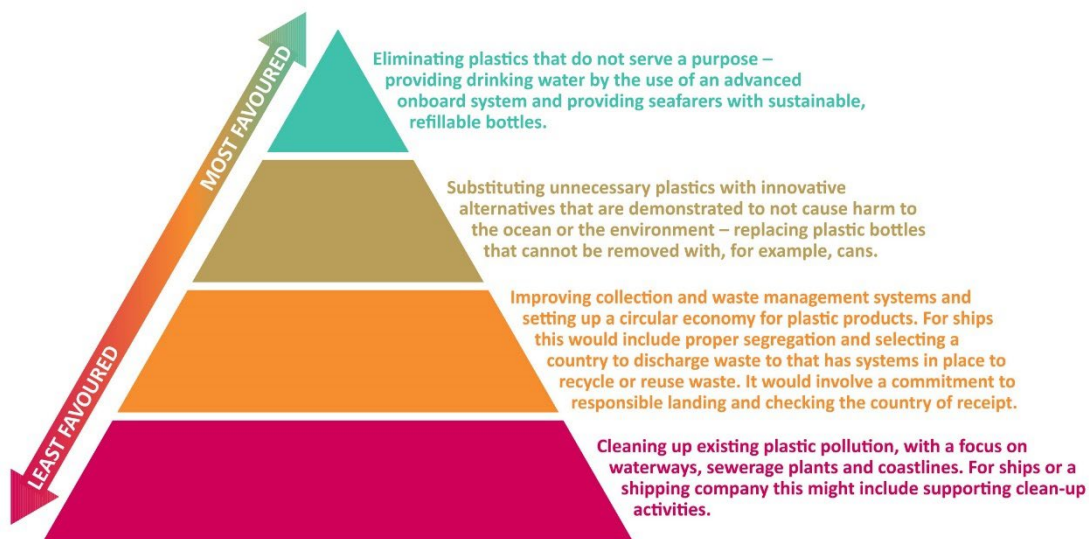 MOST FAVOURED
LEAST FAVOURED
Eliminating plastics that do not serve a purpose –
providing drinking water by the use of an advanced
onboard system and providing seafarers with sustainable,
refillable bottles.
Substituting unnecessary plastics with innovative
alternatives that are demonstrated to not cause harm to
the ocean or the environment – replacing plastic bottles
that cannot be removed with, for example, cans.
Improving collection and waste management systems and
setting up a circular economy for plastic products. For ships
this would include proper segregation and selecting a
country to discharge waste to that has systems in place to
recycle or reuse waste. It would involve a commitment to
responsible landing and checking the country of receipt.
Cleaning up existing plastic pollution, with a focus on
waterways, sewerage plants and coastlines. For ships or a
shipping company this might include supporting clean-up
activities.